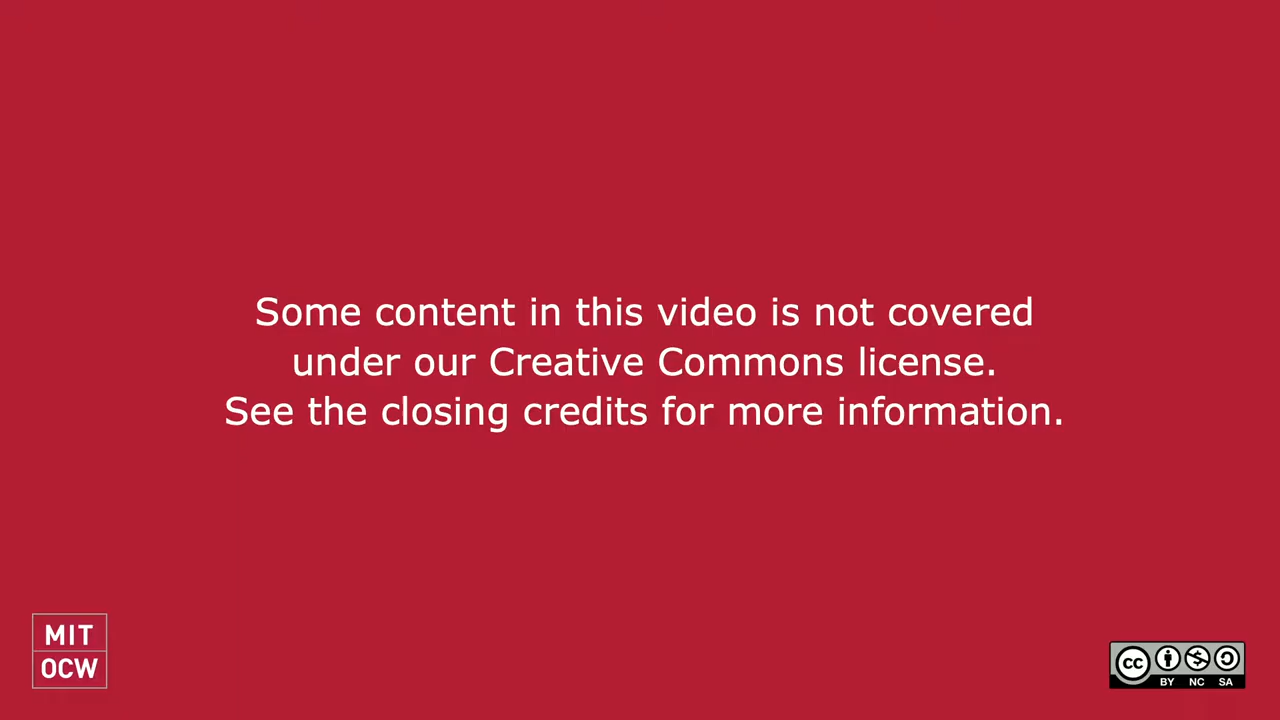 Some content in this video is not covered
under our Creative Commons license.
See the closing credits for more information.
MIT
OCW
cc
BY NC SA